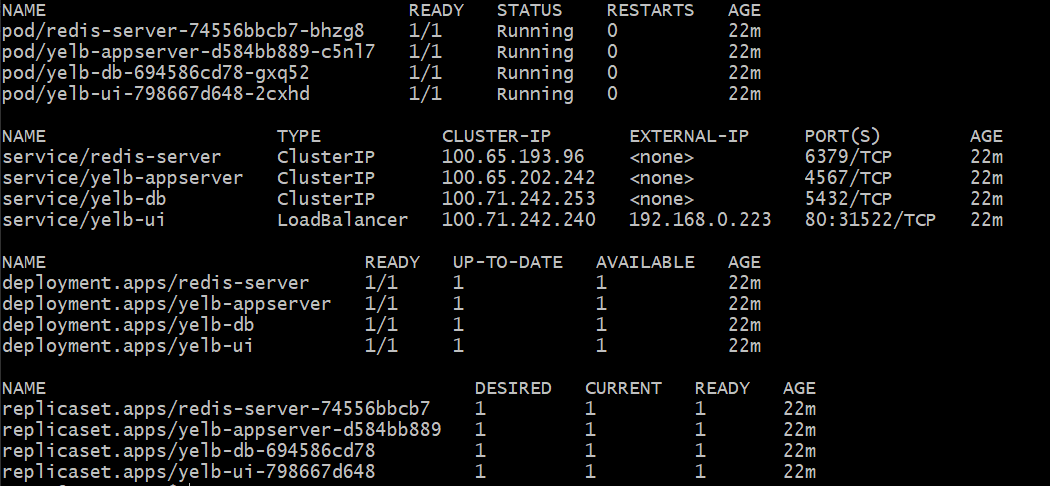 NAME READY STATUS RESTARTS AGE
pod/redis-server-74556bbcb7-bhzg8 1/1 Running 0 22m
pod/yelb-appserver-d584bb889-c5nl7 1/1 Running 0 22m
pod/yelb-db-694586cd78-gxq52 1/1 Running 0 22m
pod/yelb-ui-798667d648-2cxhd 1/1 Running 0 22m
NAME TYPE CLUSTER-IP EXTERNAL-IP PORT(S) AGE
service/redis-server ClusterIP 100.65.193.96 <none> 6379/TCP 22m
service/yelb-appserver ClusterIP 100.65.202.242 <none> 4567/TCP 22m
service/yelb-db ClusterIP 100.71.242.253 <none> 5432/TCP 22m
service/yelb-ui LoadBalancer 100.71.242.240 192.168.0.223 80:31522/TCP 22m
NAME READY UP-TO-DATE AVAILABLE AGE
deployment.apps/redis-server 1/1 1 1 22m
deployment.apps/yelb-appserver 1/1 1 1 22m
deployment.apps/yelb-db 1/1 1 1 22m
deployment.apps/yelb-ui 1/1 1 1 22m
NAME DESIRED CURRENT READY AGE
replicaset.apps/redis-server-74556bbcb7 1 1 1 22m
replicaset.apps/yelb-appserver-d584bb889 1 1 1 22m
replicaset.apps/yelb-db-694586cd78 1 1 1 22m
replicaset.apps/yelb-ui-798667d648 1 1 1 22m